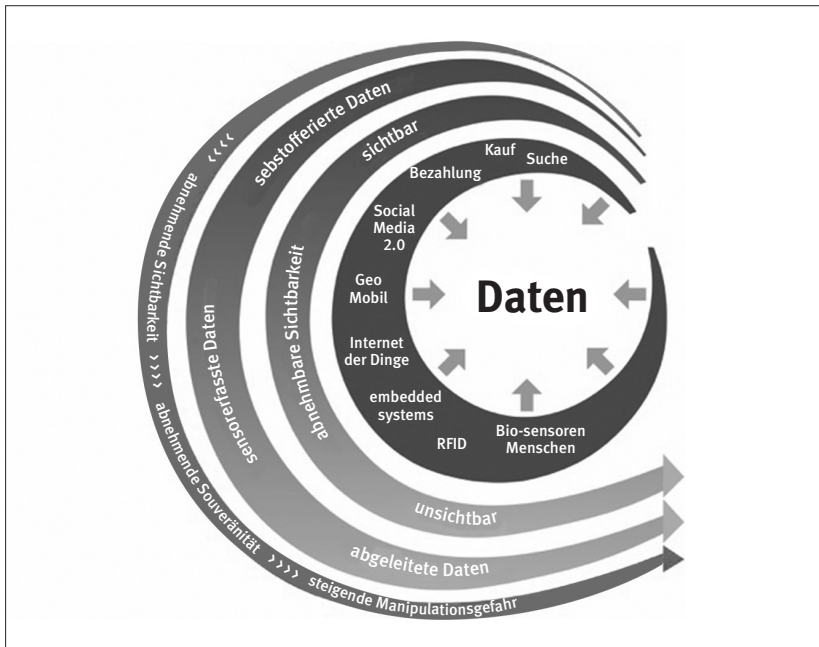 abnehmende Sichtbarkeit
abnehmende Souveränität
steigende Manipulationsgefahr
sebstofferierte Daten
sensorerfasste Daten
abgeleitete Daten
sichtbar
abnehmbare Sichtbarkeit
unsichtbar
Suche
Kauf
Bezahlung
Social
Media
2.0
Geo
Mobil
Internet
der Dinge
embedded
systems
RFID
Bio-sensoren
Menschen
Daten